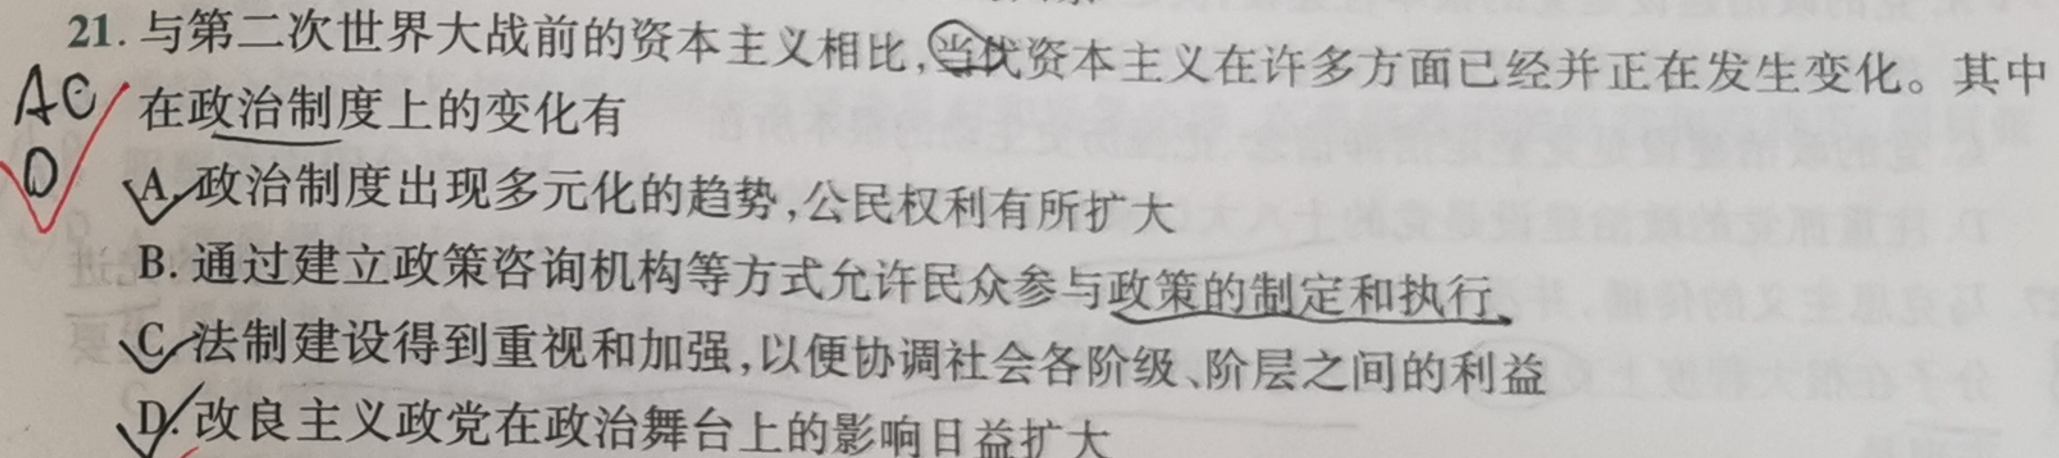 21. 与第二次世界大战前的资本主义相比,当代资本主义在许多方面已经并正在发生变化。其中
在政治制度上的变化有
AC
D
A. 政治制度出现多元化的趋势,公民权利有所扩大
B. 通过建立政策咨询机构等方式允许民众参与政策的制定和执行
C. 法制建设得到重视和加强,以便协调社会各阶级、阶层之间的利益
D. 改良主义政党在政治舞台上的影响日益扩大